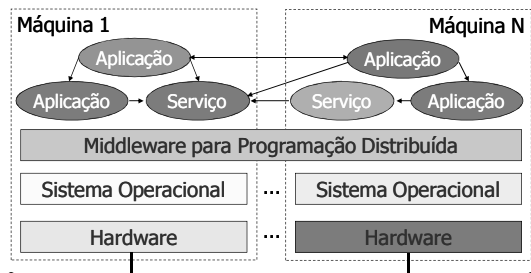 Máquina 1 Máquina N
Aplicação Aplicação
Aplicação Serviço Serviço Aplicação
Middleware para Programação Distribuída
Sistema Operacional ... Sistema Operacional
Hardware ... Hardware